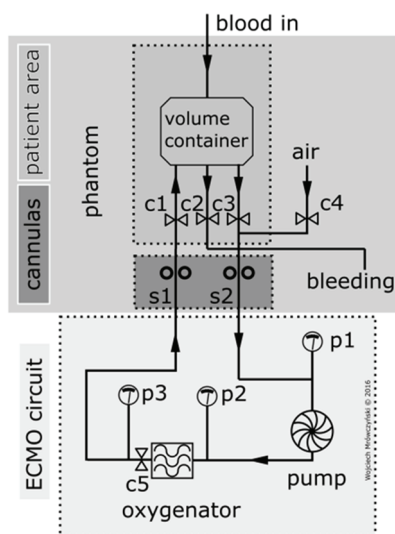 blood in
patient area
phantom
volume
container
air
c1
c2
c3
c4
cannulas
bleeding
s1
s2
ECMO circuit
p1
p3
p2
c5
pump
oxygenator
Wojciech Mrówczyński © 2016